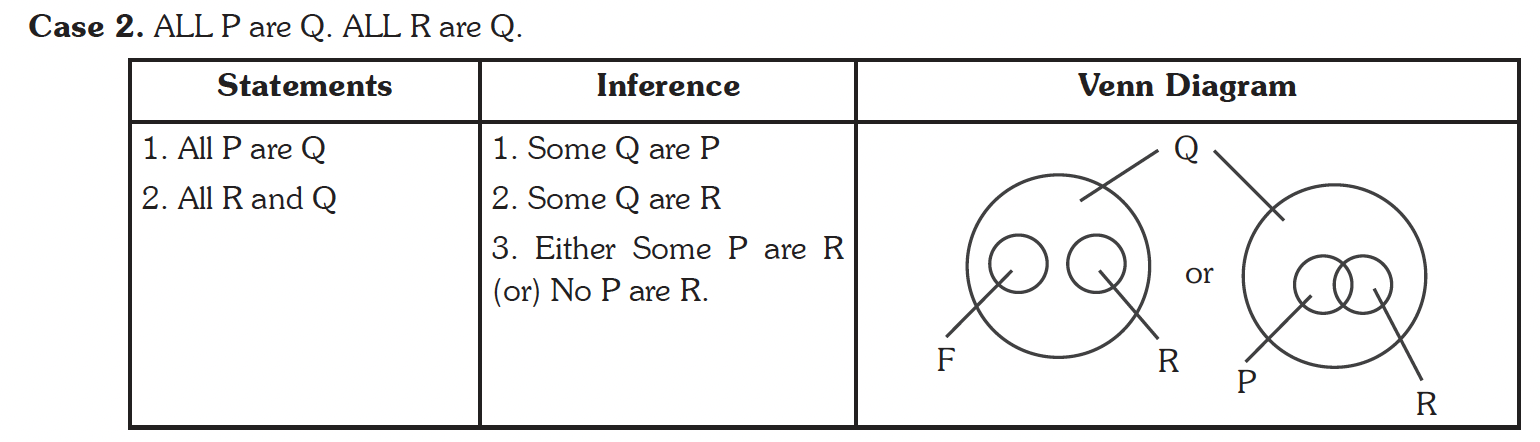 Case 2. ALL P are Q. ALL R are Q.
Statements
Inference
Venn Diagram
1. All P are Q
2. All R and Q
1. Some Q are P
2. Some Q are R
3. Either Some P are R
(or) No P are R.
Q
or
F
R
P
R